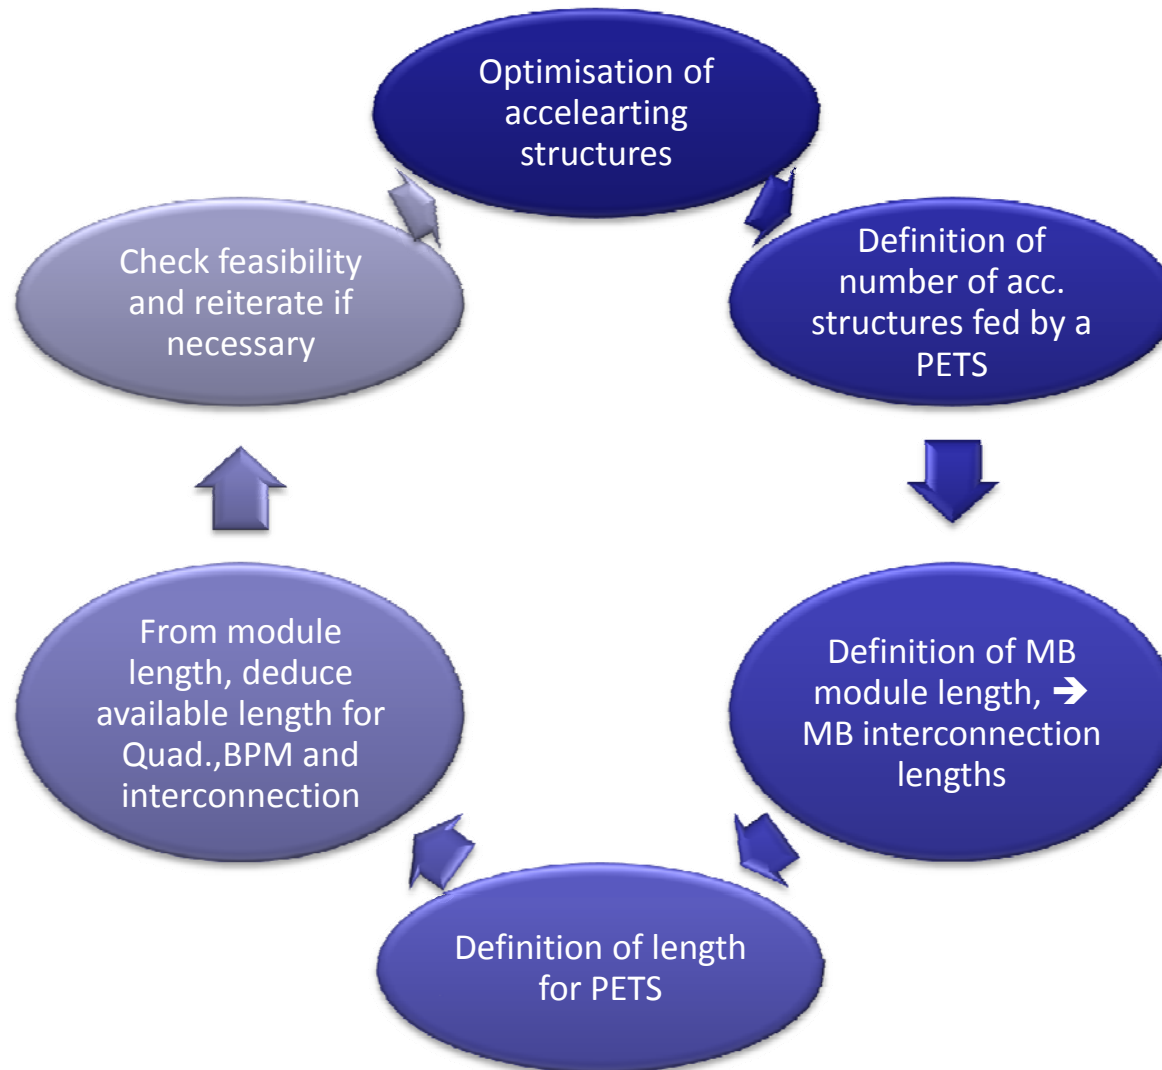 Optimisation of
accelearting
structures
Definition of
number of acc.
structures fed by a
PETS
Definition of MB
module length, ➔
MB interconnection
lengths
Definition of length
for PETS
From module
length, deduce
available length for
Quad.,BPM and
interconnection
Check feasibility
and reiterate if
necessary